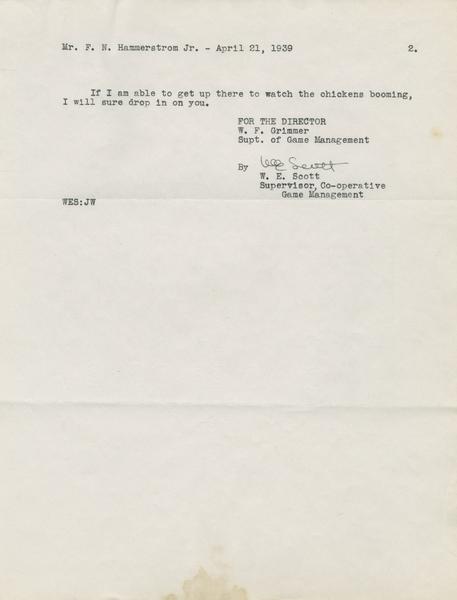 Mr. F. N. Hammerstrom Jr. - April 21, 1939 2.
If I am able to get up there to watch the chickens booming,
I will sure drop in on you.
FOR THE DIRECTOR
W. F. Grimmer
Supt. of Game Management
By WE Scott
W. E. Scott
Supervisor, Co-operative
Game Management
WES:JW